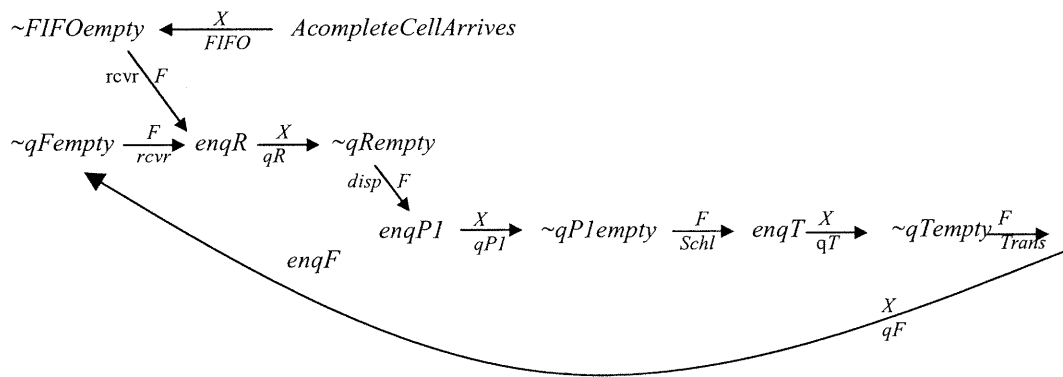 ~FIFOempty X FIFO AcompleteCellArrives
rcvr F
~qFempty F rcvr enqR X qR ~qRempty
disp F
enqP1 X qP1 ~qP1empty F Schl enqT X qT ~qTempty F Trans
enqF
X
qF